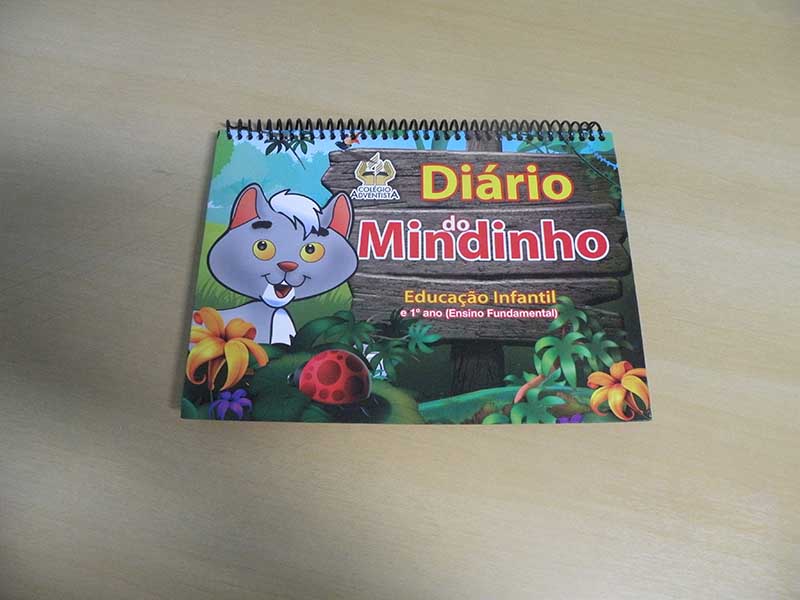 COLÉGIO
ADVENTISTA
Diário
do
Mindinho
Educação Infantil
e 1º ano (Ensino Fundamental)